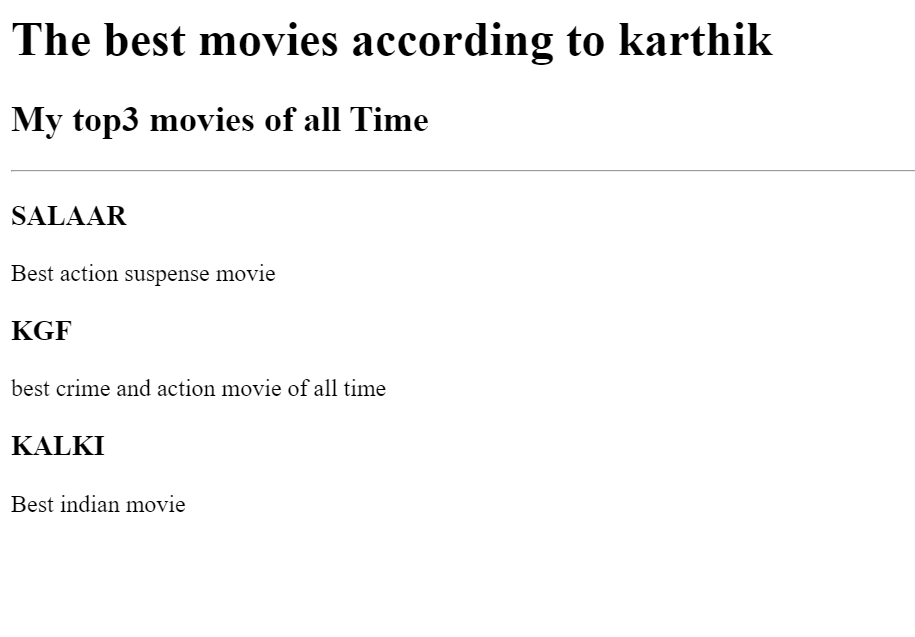 The best movies according to karthik
My top3 movies of all Time
SALAAR
Best action suspense movie
KGF
best crime and action movie of all time
KALKI
Best indian movie